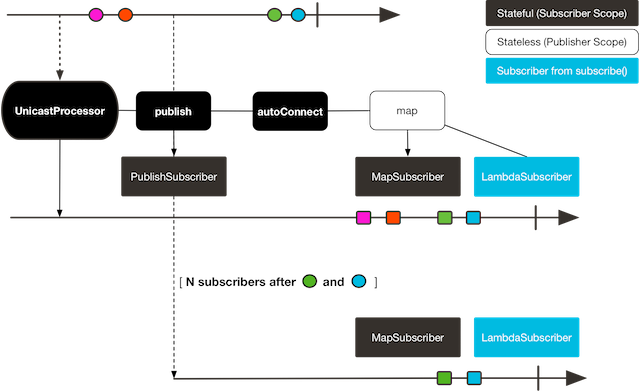 Stateful (Subscriber Scope)
Stateless (Publisher Scope)
Subscriber from subscribe()
UnicastProcessor
publish
autoConnect
map
PublishSubscriber
MapSubscriber
LambdaSubscriber
[ N subscribers after and ]
MapSubscriber
LambdaSubscriber